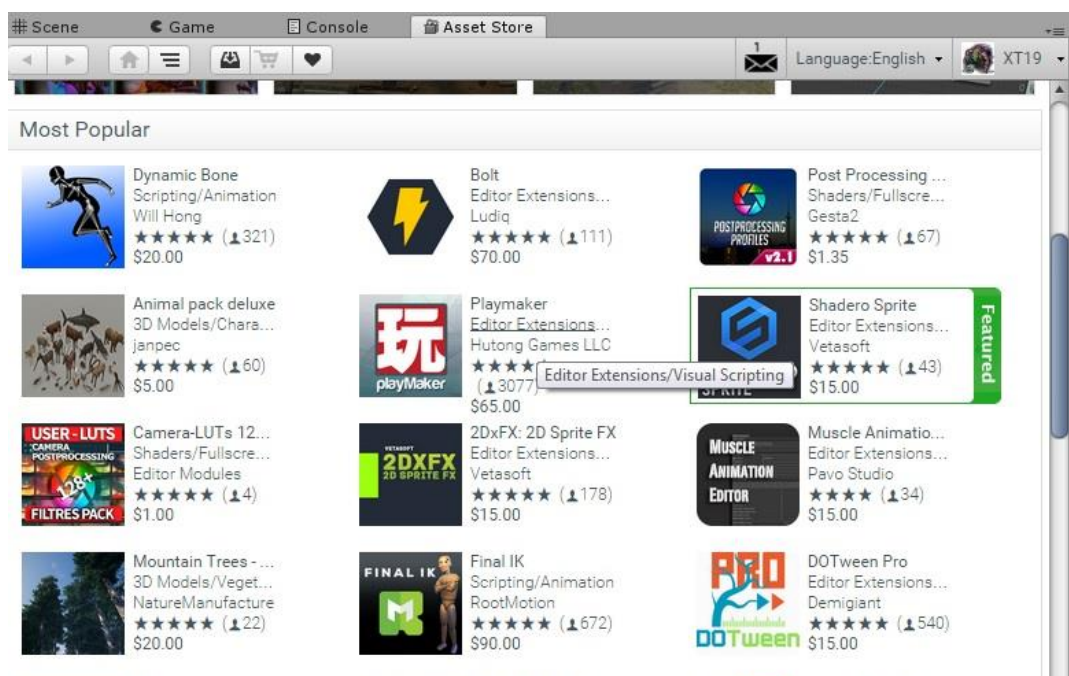 Scene
Game
Console
Asset Store
1
Language:English
XT19
Most Popular
Dynamic Bone
Scripting/Animation
Will Hong
★★★★★ (321)
$20.00
Bolt
Editor Extensions...
Ludiq
★★★★★ (111)
$70.00
POSTPROCESSING
PROFILES
v2.1
Post Processing ...
Shaders/Fullscre...
Gesta2
★★★★★ (67)
$1.35
Animal pack deluxe
3D Models/Chara...
janpec
★★★★★ (60)
$5.00
玩
playMaker
Playmaker
Editor Extensions...
Hutong Games LLC
★★★★
(3077)
$65.00
Editor Extensions/Visual Scripting
SPRITE
Shadero Sprite
Editor Extensions...
Vetasoft
★★★★★ (43)
$15.00
Featured
USER-LUTS
CAMERA
POSTPROCESSING
128+
FILTRES PACK
Camera-LUTs 12...
Shaders/Fullscre...
Editor Modules
★★★★★ (4)
$1.00
VETASOFT
2DXFX
2D SPRITE FX
2DxFX: 2D Sprite FX
Editor Extensions...
Vetasoft
★★★★★ (178)
$15.00
MUSCLE
ANIMATION
EDITOR
Muscle Animatio...
Editor Extensions...
Pavo Studio
★★★★ (34)
$15.00
Mountain Trees - ...
3D Models/Veget...
NatureManufacture
★★★★★ (22)
$20.00
FINAL IK
Final IK
Scripting/Animation
RootMotion
★★★★★ (672)
$90.00
PRO
DOTween
DOTween Pro
Editor Extensions...
Demigiant
★★★★★ (540)
$15.00